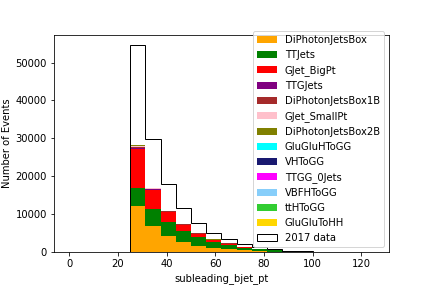 DiPhotonJetsBox
TTJets
GJet_BigPt
TTGJets
DiPhotonJetsBox1B
GJet_SmallPt
DiPhotonJetsBox2B
GluGluHToGG
VHToGG
TTGG_0Jets
VBFHToGG
ttHToGG
GluGluToHH
2017 data
Number of Events
50000
40000
30000
20000
10000
0
0 20 40 60 80 100 120
subleading_bjet_pt